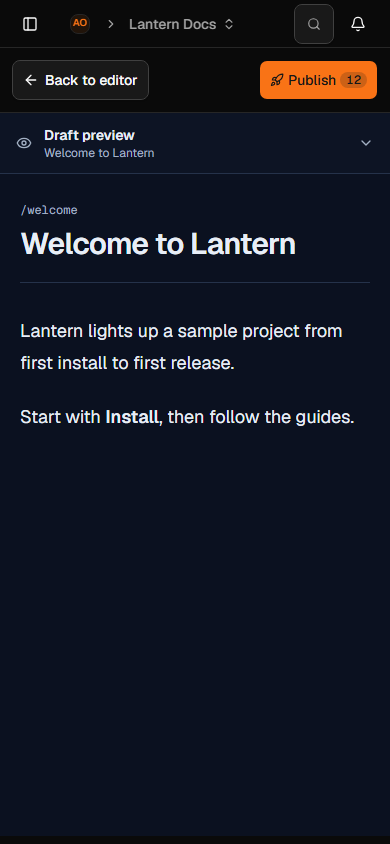 AO
Lantern Docs
Back to editor
Publish 12
Draft preview
Welcome to Lantern
/welcome
Welcome to Lantern
Lantern lights up a sample project from
first install to first release.
Start with Install, then follow the guides.